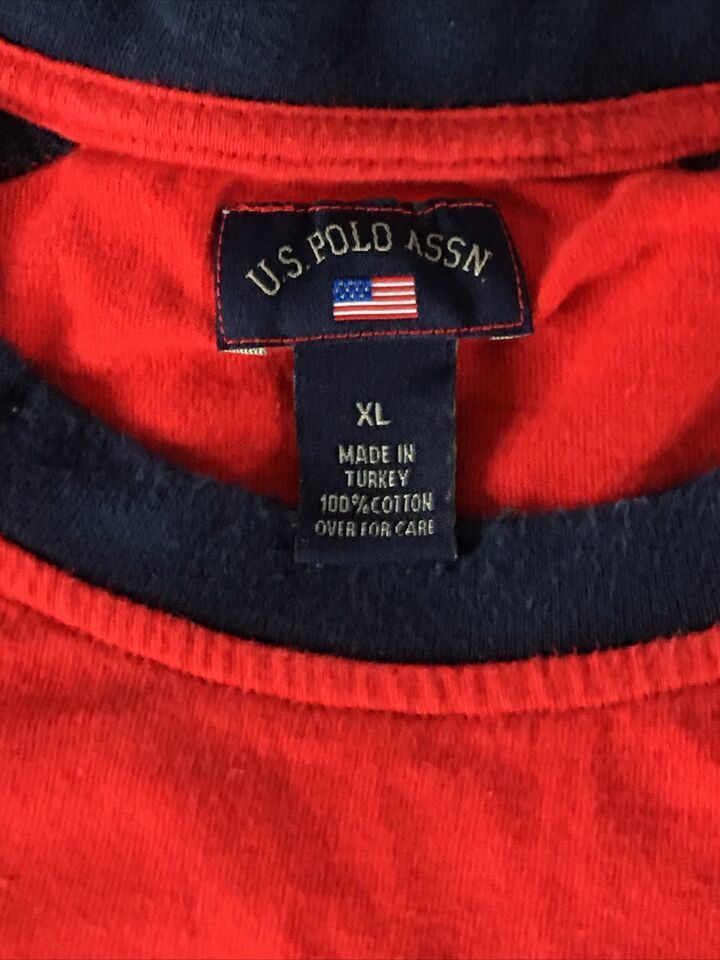 U.S. POLO ASSN
XL
MADE IN
TURKEY
100% COTTON
OVER FOR CARE